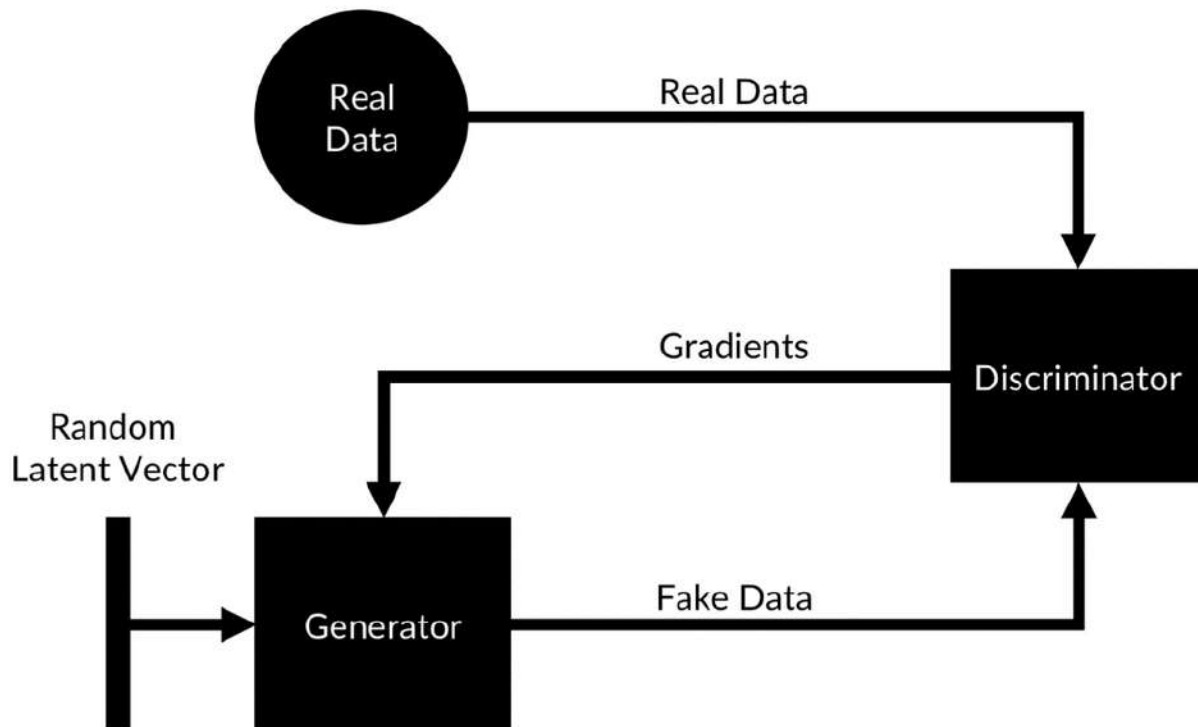 Real
Data
Real Data
Gradients
Discriminator
Random
Latent Vector
Generator
Fake Data